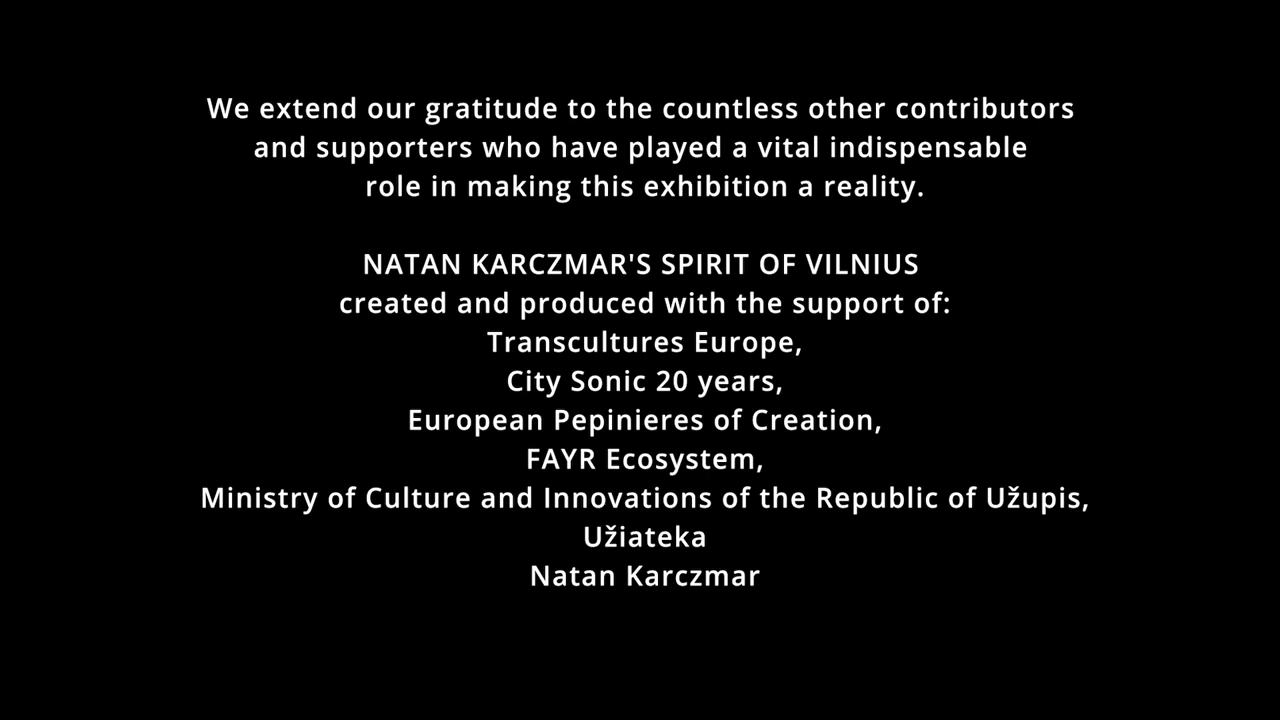 We extend our gratitude to the countless other contributors
and supporters who have played a vital indispensable
role in making this exhibition a reality.
NATAN KARCZMAR'S SPIRIT OF VILNIUS
created and produced with the support of:
Transcultures Europe,
City Sonic 20 years,
European Pepinieres of Creation,
FAYR Ecosystem,
Ministry of Culture and Innovations of the Republic of Užupis,
Užiateka
Natan Karczmar